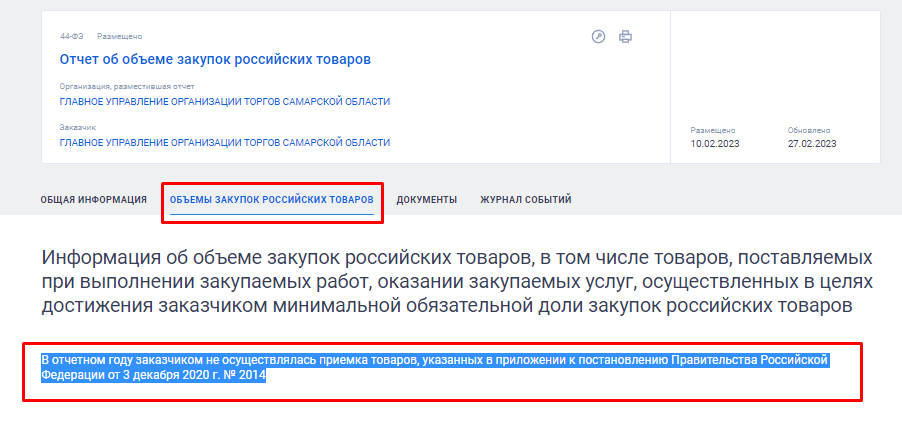 44-ФЗ Размещено
Отчет об объеме закупок российских товаров
Организация, разместившая отчет
ГЛАВНОЕ УПРАВЛЕНИЕ ОРГАНИЗАЦИИ ТОРГОВ САМАРСКОЙ ОБЛАСТИ
Заказчик
ГЛАВНОЕ УПРАВЛЕНИЕ ОРГАНИЗАЦИИ ТОРГОВ САМАРСКОЙ ОБЛАСТИ
Размещено Обновлено
10.02.2023 27.02.2023
ОБЩАЯ ИНФОРМАЦИЯ ОБЪЕМЫ ЗАКУПОК РОССИЙСКИХ ТОВАРОВ ДОКУМЕНТЫ ЖУРНАЛ СОБЫТИЙ
Информация об объеме закупок российских товаров, в том числе товаров, поставляемых
при выполнении закупаемых работ, оказании закупаемых услуг, осуществленных в целях
достижения заказчиком минимальной обязательной доли закупок российских товаров
В отчетном году заказчиком не осуществлялась приемка товаров, указанных в приложении к постановлению Правительства Российской
Федерации от 3 декабря 2020 г. № 2014